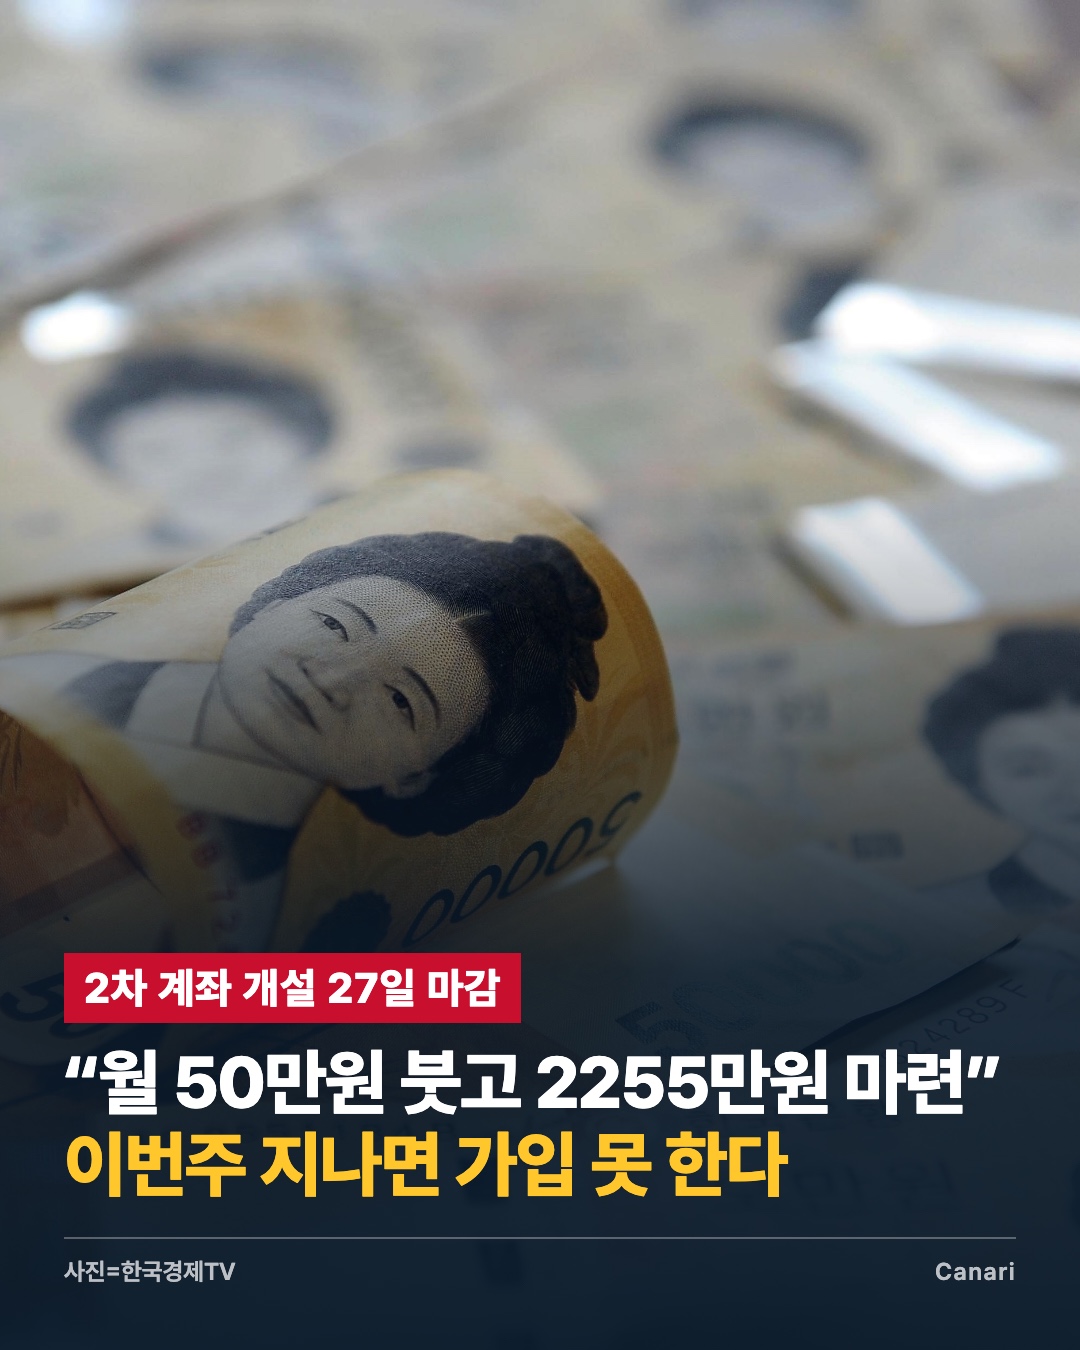 50000
24289 F
2차 계좌 개설 27일 마감
“월 50만원 붓고 2255만원 마련”
이번주 지나면 가입 못 한다
사진=한국경제TV
Canari